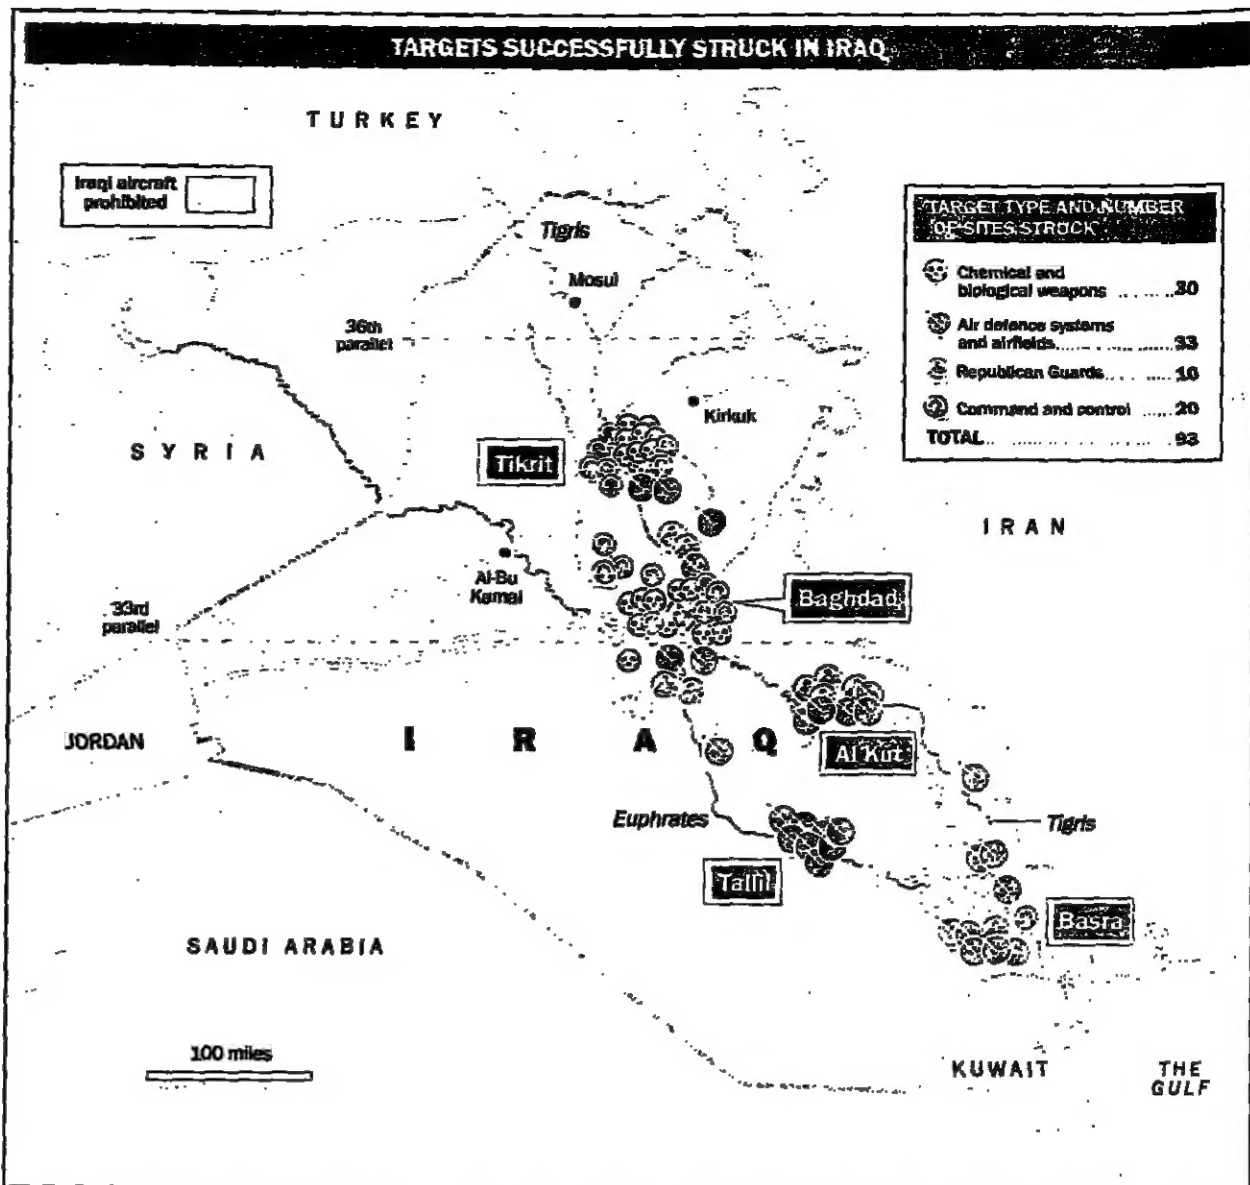 TARGETS SUCCESSFULLY STRUCK IN IRAQ
TURKEY
Iraqi aircraft
prohibited
TARGET TYPE AND NUMBER
OF SITES STRUCK
Chemical and
biological weapons ........ 30
Air defence systems
and airfields................ 33
Republican Guards.......... 10
Command and control ..... 20
TOTAL.................... 93
Tigris
Mosul
36th
parallel
Kirkuk
SYRIA
Tikrit
IRAN
Al-Bu
Kamal
Baghdad
33rd
parallel
JORDAN
IRAQ
Al Kut
Euphrates
Tigris
Tallil
Basra
SAUDI ARABIA
100 miles
KUWAIT
THE
GULF